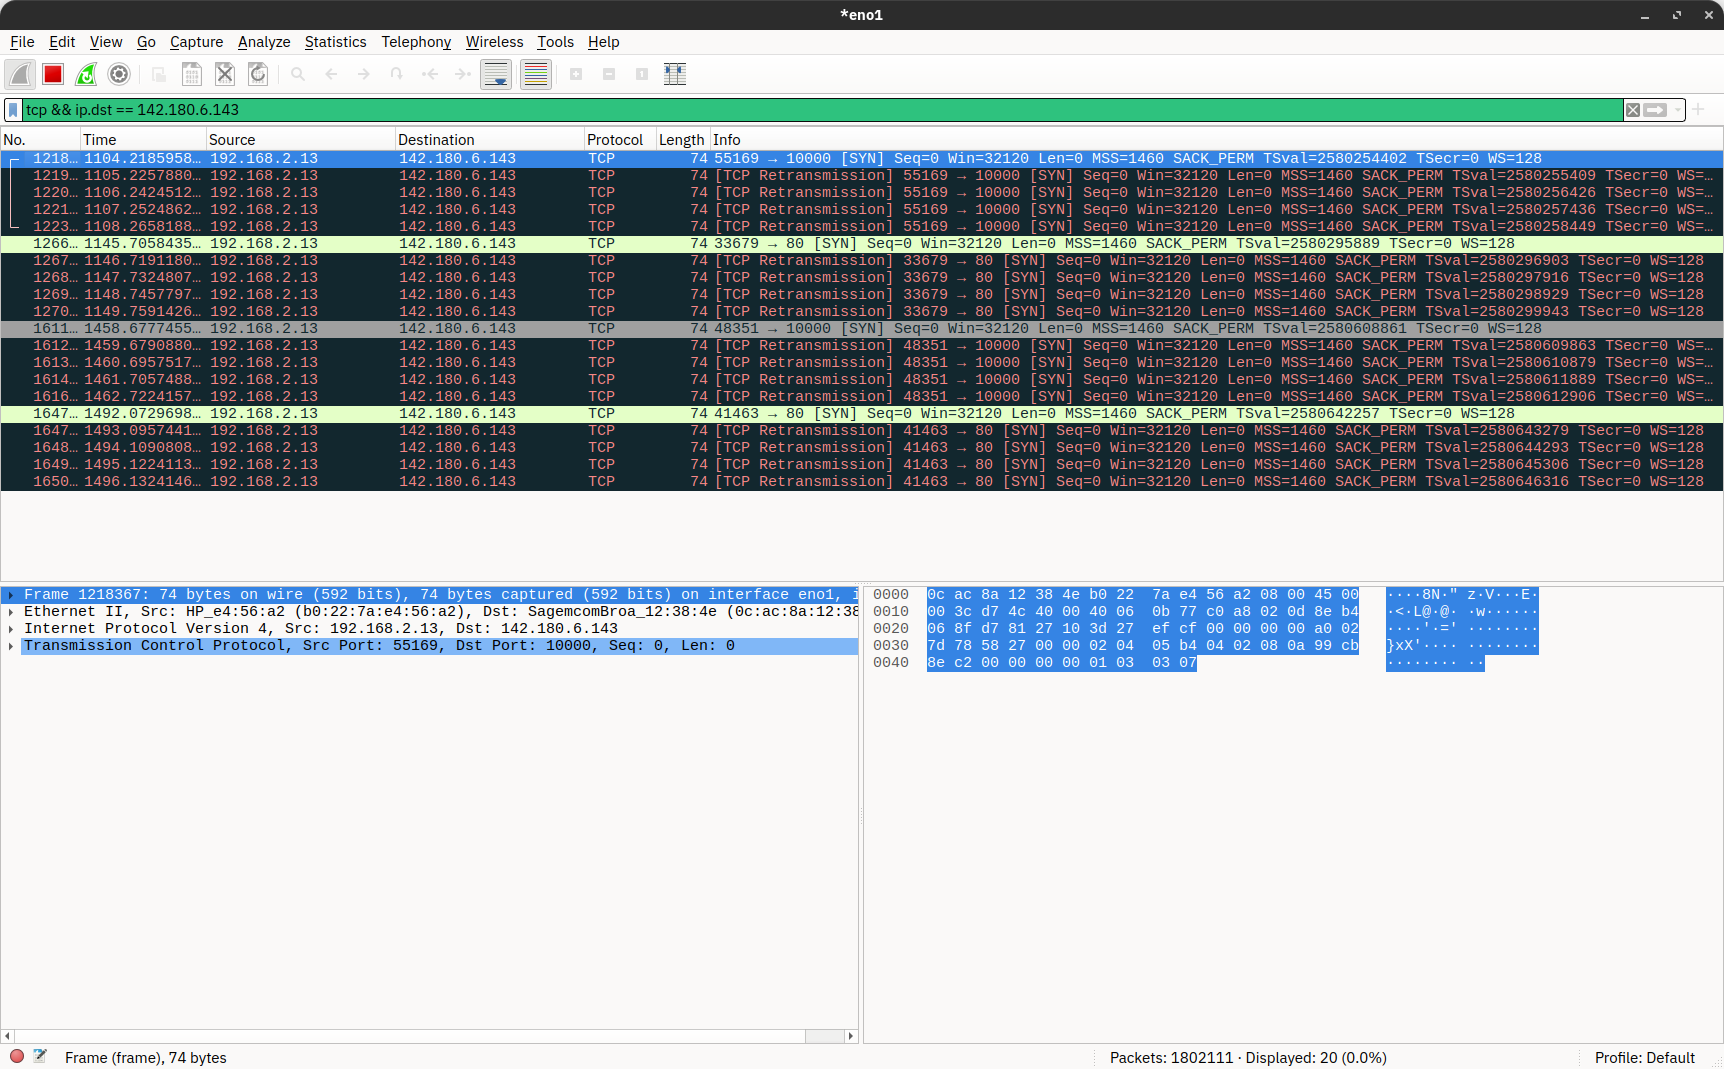 *eno1
File Edit View Go Capture Analyze Statistics Telephony Wireless Tools Help
tcp && ip.dst == 142.180.6.143
No. Time Source Destination Protocol Length Info
1218… 1104.2185958… 192.168.2.13 142.180.6.143 TCP 74 55169 → 10000 [SYN] Seq=0 Win=32120 Len=0 MSS=1460 SACK_PERM TSval=2580254402 TSecr=0 WS=128
1219… 1105.2257880… 192.168.2.13 142.180.6.143 TCP 74 [TCP Retransmission] 55169 → 10000 [SYN] Seq=0 Win=32120 Len=0 MSS=1460 SACK_PERM TSval=2580255409 TSecr=0 WS=…
1220… 1106.2424512… 192.168.2.13 142.180.6.143 TCP 74 [TCP Retransmission] 55169 → 10000 [SYN] Seq=0 Win=32120 Len=0 MSS=1460 SACK_PERM TSval=2580256426 TSecr=0 WS=…
1221… 1107.2524862… 192.168.2.13 142.180.6.143 TCP 74 [TCP Retransmission] 55169 → 10000 [SYN] Seq=0 Win=32120 Len=0 MSS=1460 SACK_PERM TSval=2580257436 TSecr=0 WS=…
1223… 1108.2658188… 192.168.2.13 142.180.6.143 TCP 74 [TCP Retransmission] 55169 → 10000 [SYN] Seq=0 Win=32120 Len=0 MSS=1460 SACK_PERM TSval=2580258449 TSecr=0 WS=…
1266… 1145.7058435… 192.168.2.13 142.180.6.143 TCP 74 33679 → 80 [SYN] Seq=0 Win=32120 Len=0 MSS=1460 SACK_PERM TSval=2580295889 TSecr=0 WS=128
1267… 1146.7191180… 192.168.2.13 142.180.6.143 TCP 74 [TCP Retransmission] 33679 → 80 [SYN] Seq=0 Win=32120 Len=0 MSS=1460 SACK_PERM TSval=2580296903 TSecr=0 WS=128
1268… 1147.7324807… 192.168.2.13 142.180.6.143 TCP 74 [TCP Retransmission] 33679 → 80 [SYN] Seq=0 Win=32120 Len=0 MSS=1460 SACK_PERM TSval=2580297916 TSecr=0 WS=128
1269… 1148.7457797… 192.168.2.13 142.180.6.143 TCP 74 [TCP Retransmission] 33679 → 80 [SYN] Seq=0 Win=32120 Len=0 MSS=1460 SACK_PERM TSval=2580298929 TSecr=0 WS=128
1270… 1149.7591426… 192.168.2.13 142.180.6.143 TCP 74 [TCP Retransmission] 33679 → 80 [SYN] Seq=0 Win=32120 Len=0 MSS=1460 SACK_PERM TSval=2580299943 TSecr=0 WS=128
1611… 1458.6777455… 192.168.2.13 142.180.6.143 TCP 74 48351 → 10000 [SYN] Seq=0 Win=32120 Len=0 MSS=1460 SACK_PERM TSval=2580608861 TSecr=0 WS=128
1612… 1459.6790880… 192.168.2.13 142.180.6.143 TCP 74 [TCP Retransmission] 48351 → 10000 [SYN] Seq=0 Win=32120 Len=0 MSS=1460 SACK_PERM TSval=2580609863 TSecr=0 WS=…
1613… 1460.6957517… 192.168.2.13 142.180.6.143 TCP 74 [TCP Retransmission] 48351 → 10000 [SYN] Seq=0 Win=32120 Len=0 MSS=1460 SACK_PERM TSval=2580610879 TSecr=0 WS=…
1614… 1461.7057488… 192.168.2.13 142.180.6.143 TCP 74 [TCP Retransmission] 48351 → 10000 [SYN] Seq=0 Win=32120 Len=0 MSS=1460 SACK_PERM TSval=2580611889 TSecr=0 WS=…
1616… 1462.7224157… 192.168.2.13 142.180.6.143 TCP 74 [TCP Retransmission] 48351 → 10000 [SYN] Seq=0 Win=32120 Len=0 MSS=1460 SACK_PERM TSval=2580612906 TSecr=0 WS=…
1647… 1492.0729698… 192.168.2.13 142.180.6.143 TCP 74 41463 → 80 [SYN] Seq=0 Win=32120 Len=0 MSS=1460 SACK_PERM TSval=2580642257 TSecr=0 WS=128
1647… 1493.0957441… 192.168.2.13 142.180.6.143 TCP 74 [TCP Retransmission] 41463 → 80 [SYN] Seq=0 Win=32120 Len=0 MSS=1460 SACK_PERM TSval=2580643279 TSecr=0 WS=128
1648… 1494.1090808… 192.168.2.13 142.180.6.143 TCP 74 [TCP Retransmission] 41463 → 80 [SYN] Seq=0 Win=32120 Len=0 MSS=1460 SACK_PERM TSval=2580644293 TSecr=0 WS=128
1649… 1495.1224113… 192.168.2.13 142.180.6.143 TCP 74 [TCP Retransmission] 41463 → 80 [SYN] Seq=0 Win=32120 Len=0 MSS=1460 SACK_PERM TSval=2580645306 TSecr=0 WS=128
1650… 1496.1324146… 192.168.2.13 142.180.6.143 TCP 74 [TCP Retransmission] 41463 → 80 [SYN] Seq=0 Win=32120 Len=0 MSS=1460 SACK_PERM TSval=2580646316 TSecr=0 WS=128
Frame 1218367: 74 bytes on wire (592 bits), 74 bytes captured (592 bits) on interface eno1, i
Ethernet II, Src: HP_e4:56:a2 (b0:22:7a:e4:56:a2), Dst: SagemcomBroa_12:38:4e (0c:ac:8a:12:38
Internet Protocol Version 4, Src: 192.168.2.13, Dst: 142.180.6.143
Transmission Control Protocol, Src Port: 55169, Dst Port: 10000, Seq: 0, Len: 0
0000 0c ac 8a 12 38 4e b0 22 7a e4 56 a2 08 00 45 00 ····8N·" z·V···E·
0010 00 3c d7 4c 40 00 40 06 0b 77 c0 a8 02 0d 8e b4 ·<·L@·@· ·w······
0020 06 8f d7 81 27 10 3d 27 ef cf 00 00 00 00 a0 02 ····'·=' ········
0030 7d 78 58 27 00 00 02 04 05 b4 04 02 08 0a 99 cb }xX'···· ········
0040 8e c2 00 00 00 00 01 03 03 07 ········ ··
Frame (frame), 74 bytes
Packets: 1802111 · Displayed: 20 (0.0%)
Profile: Default